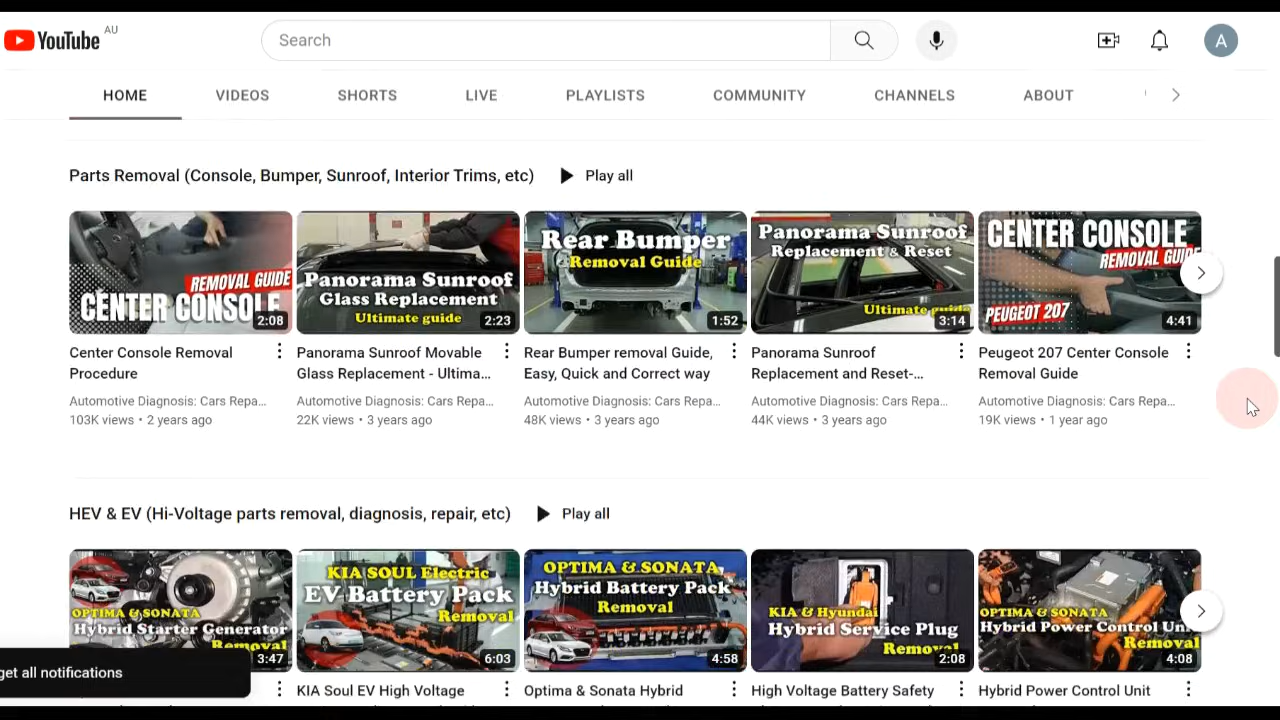 YouTube AU
Search
A
HOME VIDEOS SHORTS LIVE PLAYLISTS COMMUNITY CHANNELS ABOUT
Parts Removal (Console, Bumper, Sunroof, Interior Trims, etc) Play all
REMOVAL GUIDE
CENTER CONSOLE
2:08
Panorama Sunroof
Glass Replacement
Ultimate guide
2:23
Rear Bumper
Removal Guide
1:52
Panorama Sunroof
Replacement & Reset
Ultimate guide
3:14
CENTER CONSOLE
REMOVAL GUIDE
PEUGEOT 207
4:41
Center Console Removal
Procedure
Automotive Diagnosis: Cars Repa...
103K views • 2 years ago
Panorama Sunroof Movable
Glass Replacement - Ultima...
Automotive Diagnosis: Cars Repa...
22K views • 3 years ago
Rear Bumper removal Guide,
Easy, Quick and Correct way
Automotive Diagnosis: Cars Repa...
48K views • 3 years ago
Panorama Sunroof
Replacement and Reset-...
Automotive Diagnosis: Cars Repa...
44K views • 3 years ago
Peugeot 207 Center Console
Removal Guide
Automotive Diagnosis: Cars Repa...
19K views • 1 year ago
HEV & EV (Hi-Voltage parts removal, diagnosis, repair, etc) Play all
OPTIMA & SONATA
Hybrid Starter Generator
Removal
3:47
KIA SOUL Electric
EV Battery Pack
Removal
6:03
OPTIMA & SONATA
Hybrid Battery Pack
Removal
4:58
KIA & Hyundai
Hybrid Service Plug
Removal
2:08
OPTIMA & SONATA
Hybrid Power Control Unit
Removal
4:08
get all notifications
KIA Soul EV High Voltage
Optima & Sonata Hybrid
High Voltage Battery Safety
Hybrid Power Control Unit